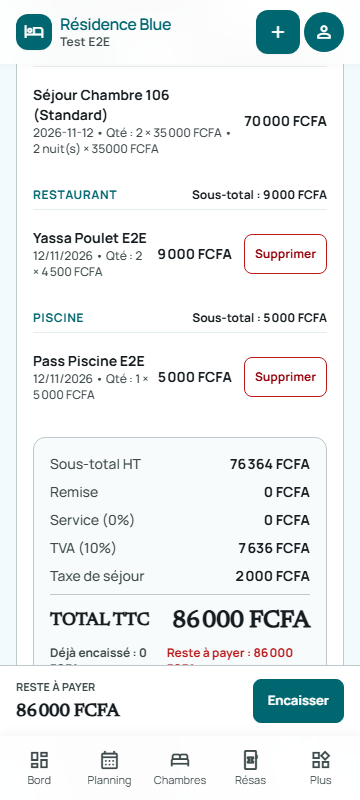 Résidence Blue
Test E2E
+
Séjour Chambre 106
(Standard)
2026-11-12 • Qté : 2 × 35 000 FCFA •
2 nuit(s) × 35000 FCFA
70 000 FCFA
RESTAURANT
Sous-total : 9 000 FCFA
Yassa Poulet E2E
12/11/2026 • Qté : 2
× 4 500 FCFA
9 000 FCFA
Supprimer
PISCINE
Sous-total : 5 000 FCFA
Pass Piscine E2E
12/11/2026 • Qté : 1 ×
5 000 FCFA
5 000 FCFA
Supprimer
Sous-total HT 76 364 FCFA
Remise 0 FCFA
Service (0%) 0 FCFA
TVA (10%) 7 636 FCFA
Taxe de séjour 2 000 FCFA
TOTAL TTC 86 000 FCFA
Déjà encaissé : 0
Reste à payer : 86 000
RESTE À PAYER
86 000 FCFA
Encaisser
Bord
Planning
Chambres
Résas
Plus